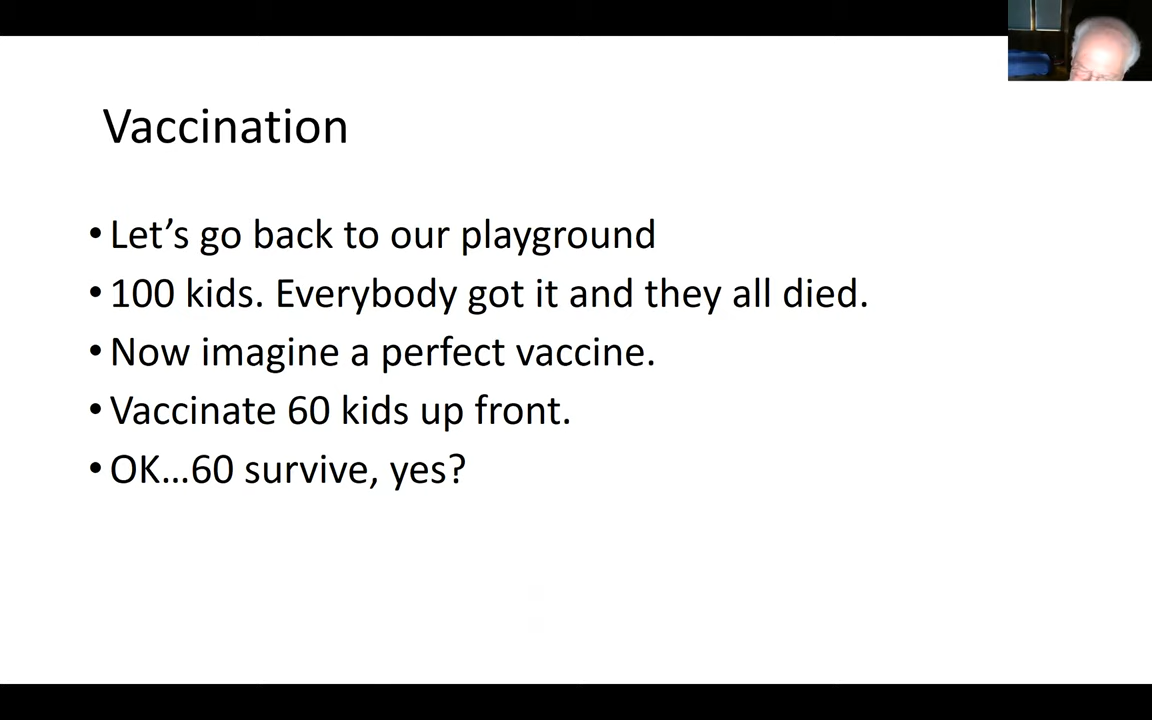 Vaccination
• Let’s go back to our playground
• 100 kids. Everybody got it and they all died.
• Now imagine a perfect vaccine.
• Vaccinate 60 kids up front.
• OK…60 survive, yes?